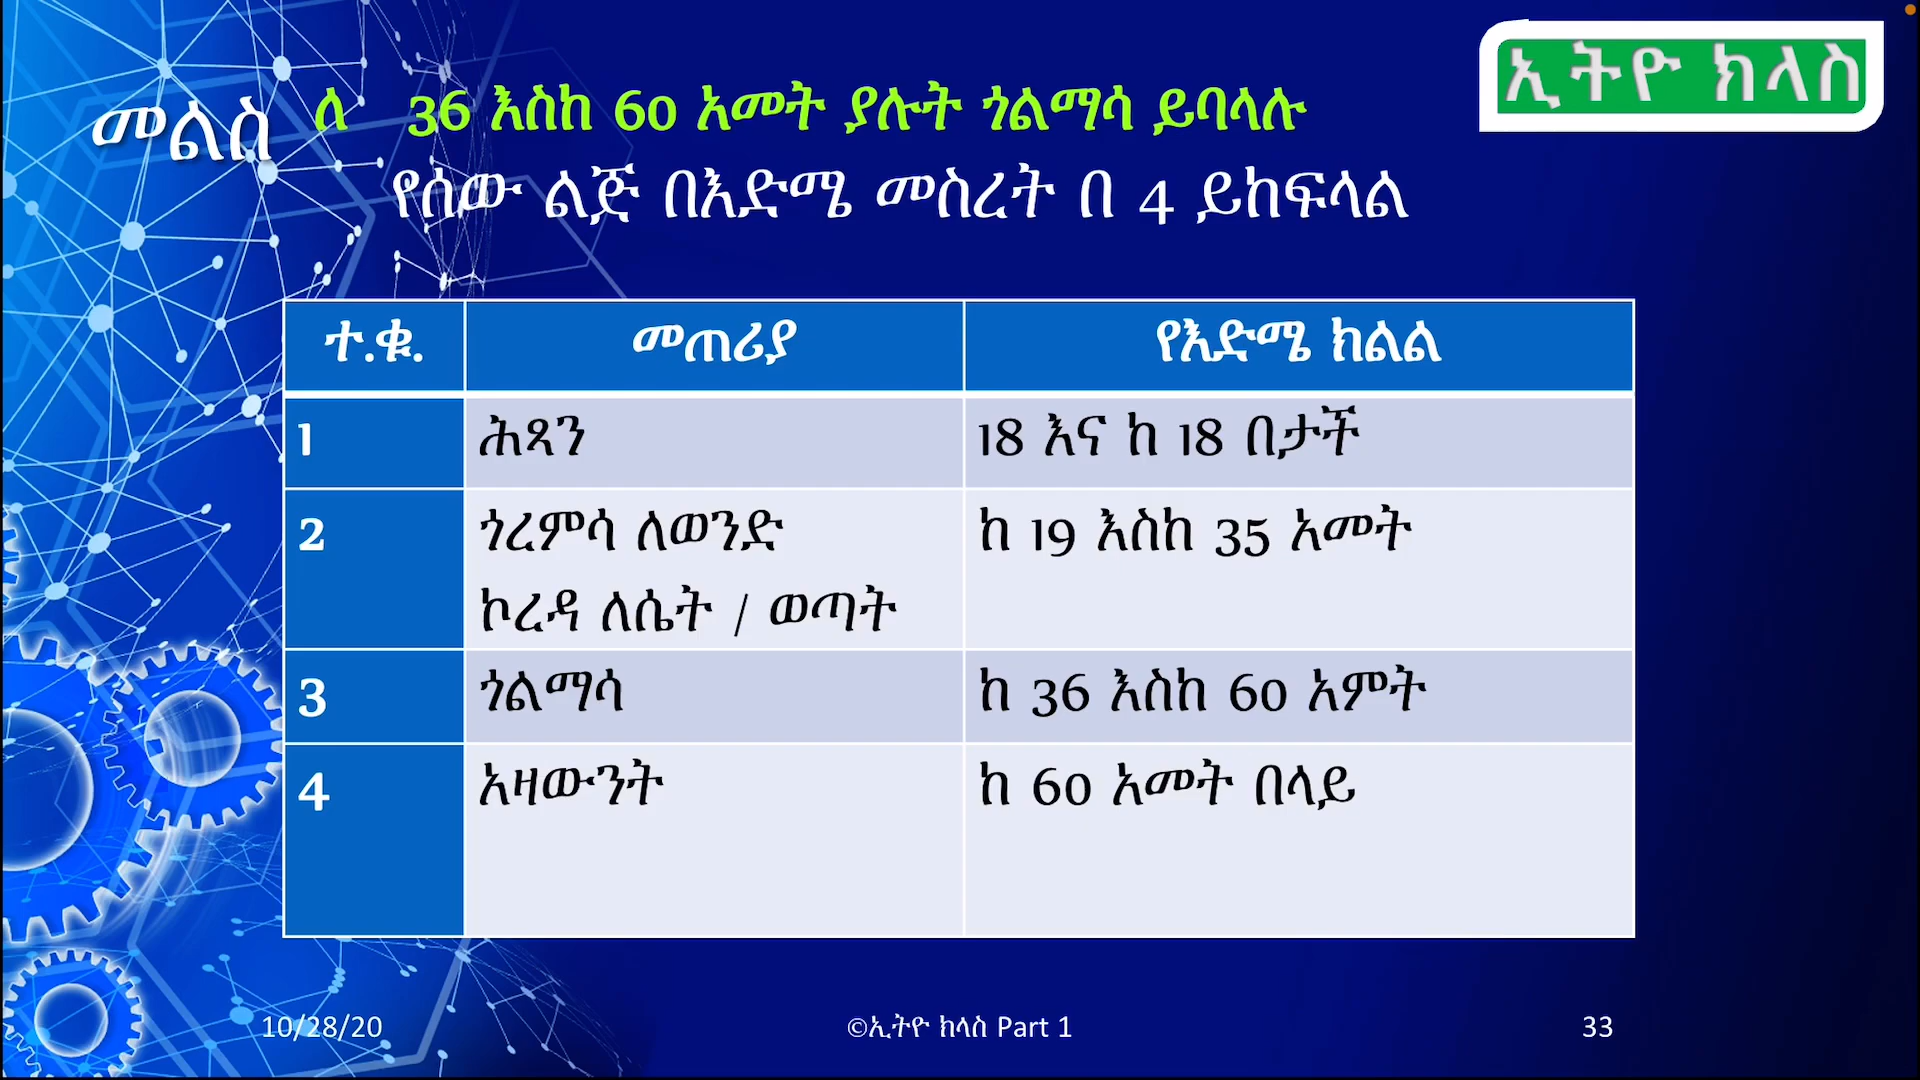 ኢትዮ ክላስ
መልስ ለ 36 እስከ 60 አመት ያሉት ጎልማሳ ይባላሉ
የሰው ልጅ በእድሜ መስረት በ 4 ይከፍላል
ተ.ቁ. መጠሪያ የእድሜ ክልል
1 ሕጻን 18 እና ከ 18 በታች
2 ጎረምሳ ለወንድ ከ 19 እስከ 35 አመት
ኮረዳ ለሴት / ወጣት
3 ጎልማሳ ከ 36 እስከ 60 አምት
4 አዛውንት ከ 60 አመት በላይ
10/28/20 ©ኢትዮ ክላስ Part 1 33